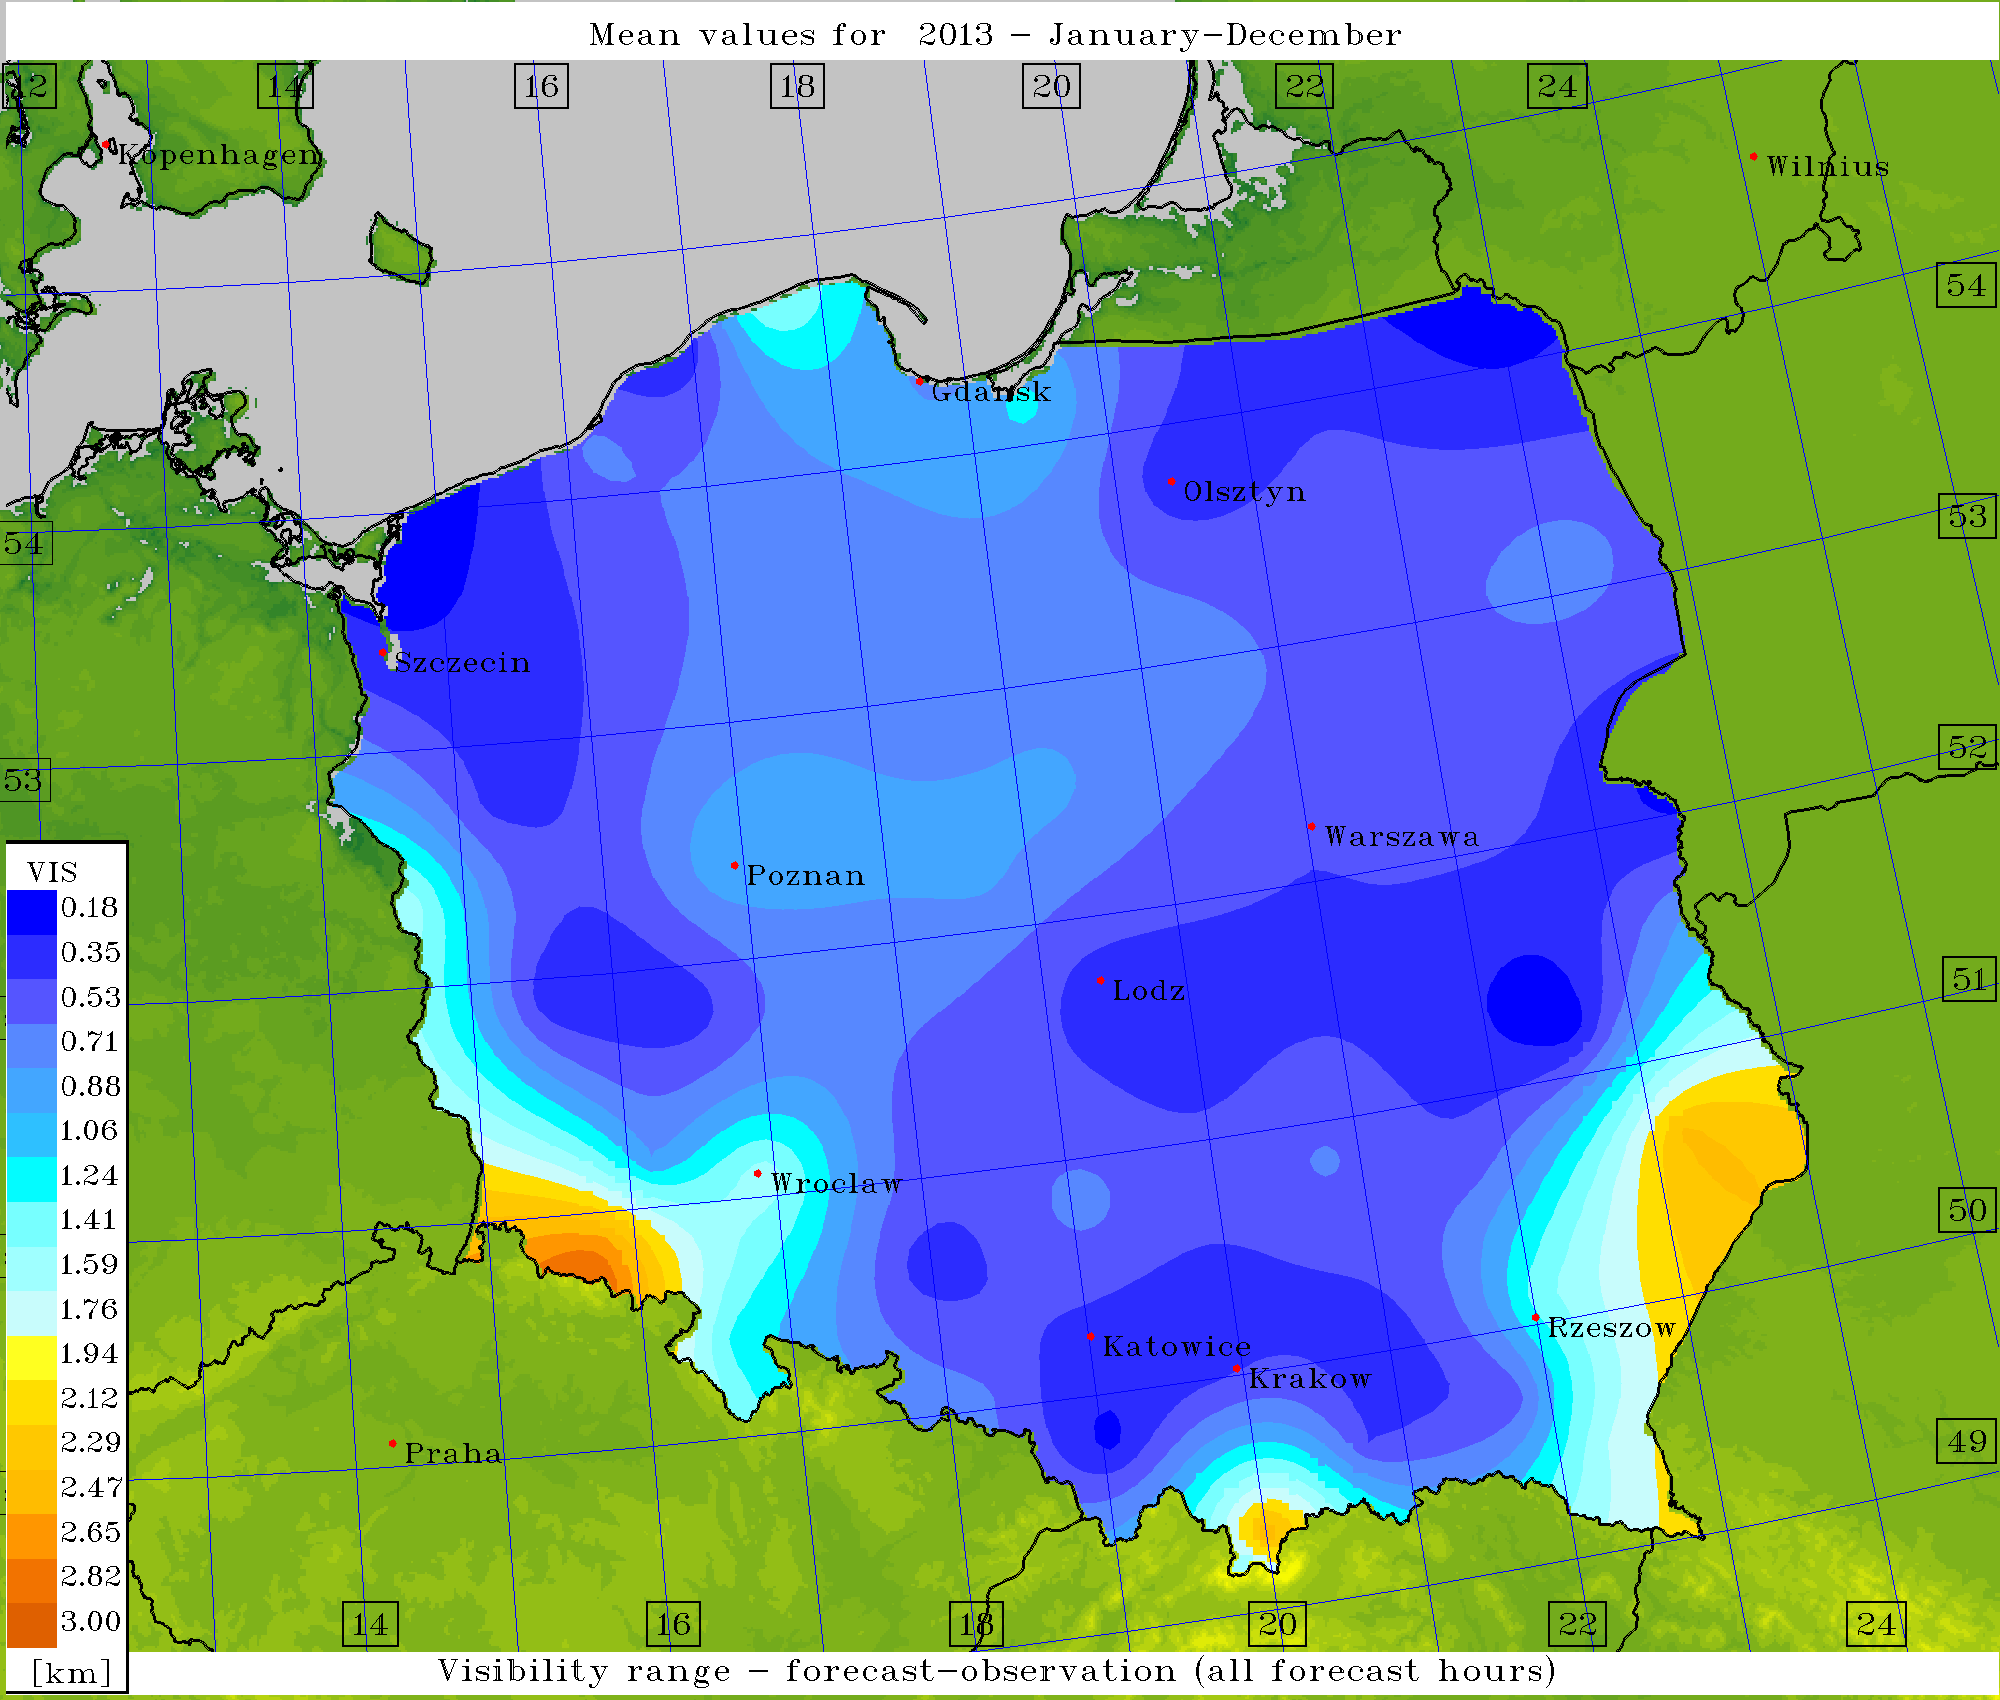 Mean values for 2013 – January–December
12
14
16
18
20
22
24
Kopenhagen
Wilnius
54
Gdansk
Olsztyn
53
54
Szczecin
52
53
Warszawa
Poznan
VIS
0.18
0.35
0.53
0.71
0.88
1.06
1.24
1.41
1.59
1.76
1.94
2.12
2.29
2.47
2.65
2.82
3.00
[km]
Lodz
51
Wroclaw
50
Rzeszow
Katowice
Krakow
49
Praha
14
16
18
20
22
24
Visibility range – forecast–observation (all forecast hours)